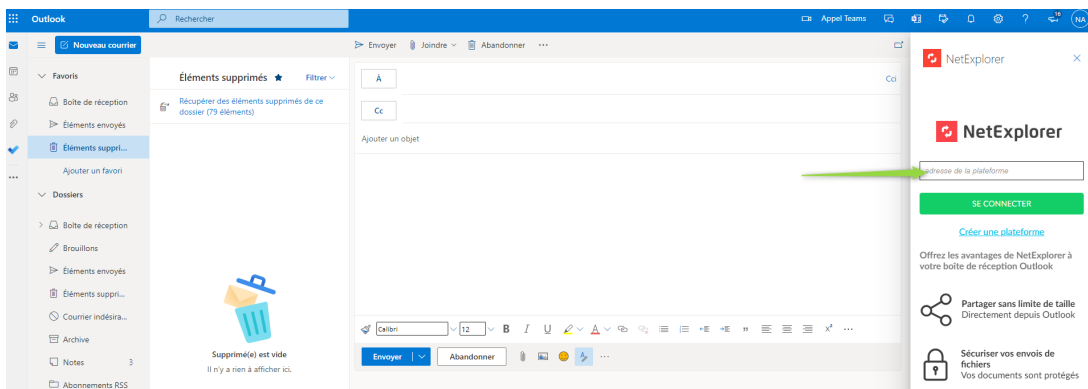 Outlook
Rechercher
Appel Teams
NA
Nouveau courrier
Envoyer
Joindre
Abandonner
Favoris
Boîte de réception
Éléments envoyés
Éléments suppri...
Ajouter un favori
Dossiers
Boîte de réception
Brouillons
Éléments envoyés
Éléments suppri...
Courrier indésira...
Archive
Notes 3
Abonnements RSS
Éléments supprimés
Filtrer
Récupérer des éléments supprimés de ce
dossier (79 éléments)
Supprimé(e) est vide
Il n'y a rien à afficher ici.
À
Cci
Cc
Ajouter un objet
Calibri 12 B I U A
Envoyer
Abandonner
NetExplorer
NetExplorer
adresse de la plateforme
SE CONNECTER
Créer une plateforme
Offrez les avantages de NetExplorer à
votre boîte de réception Outlook
Partager sans limite de taille
Directement depuis Outlook
Sécuriser vos envois de
fichiers
Vos documents sont protégés